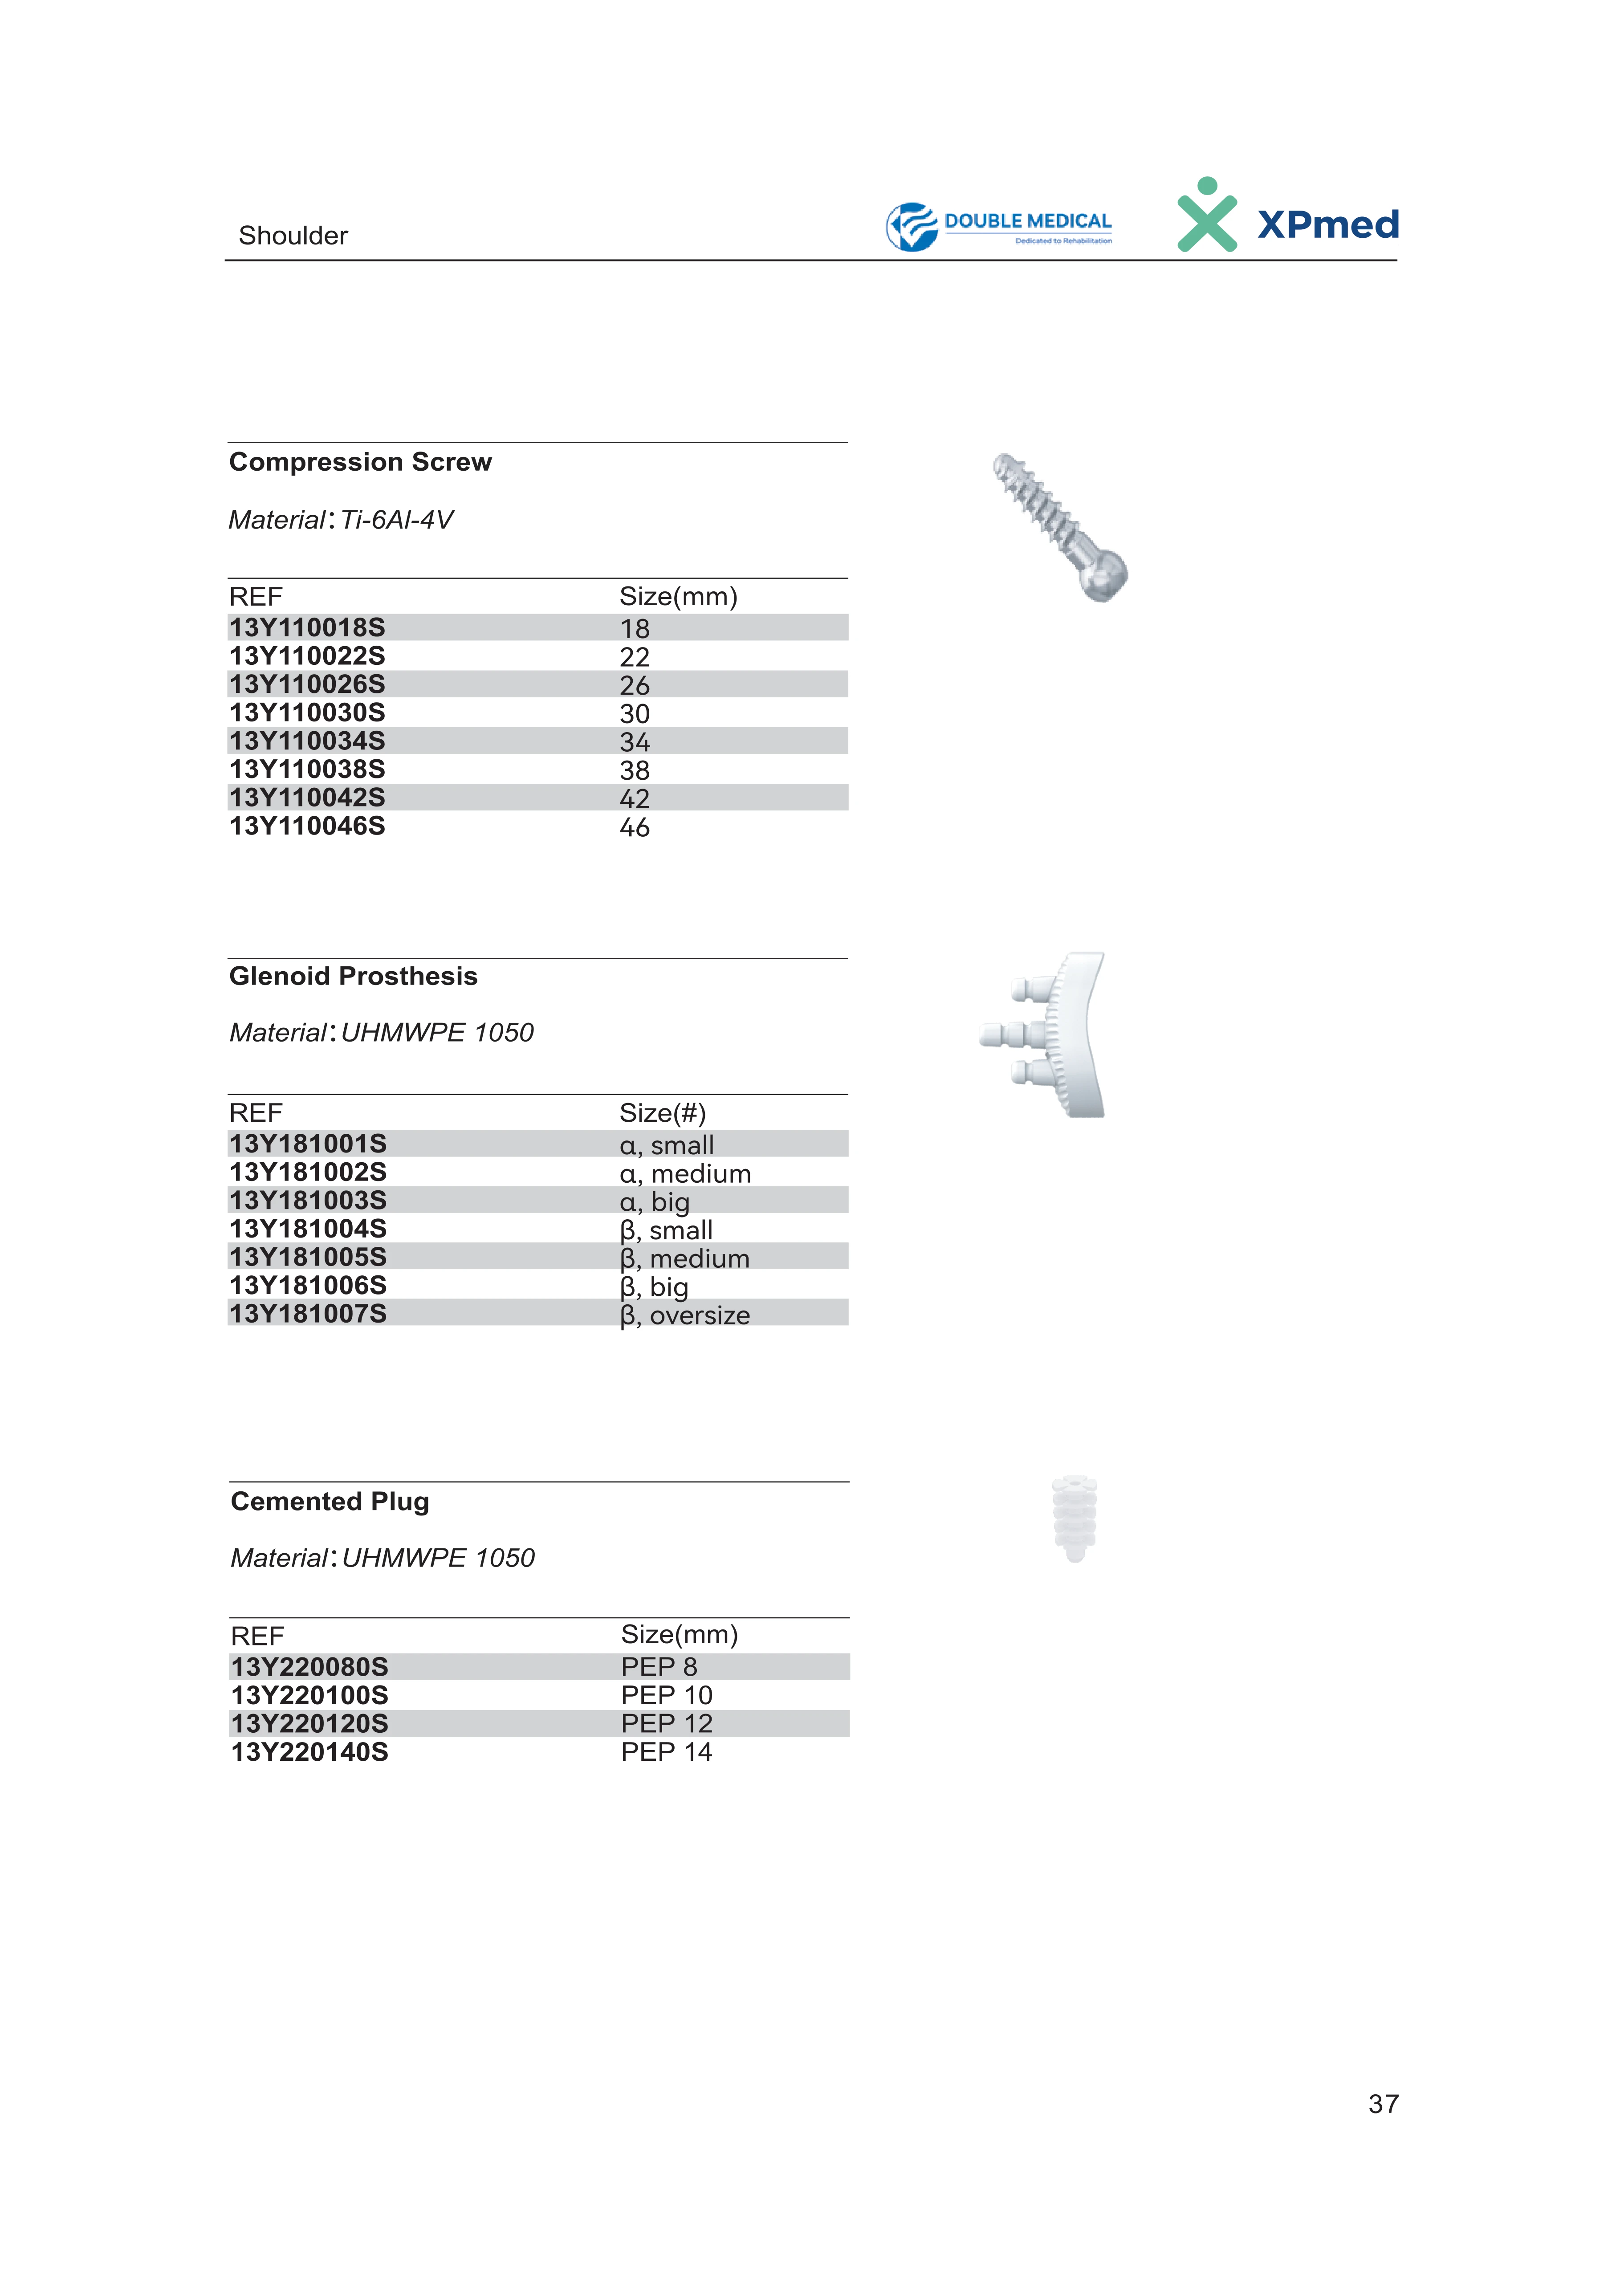 Shoulder
DOUBLE MEDICAL
Dedicated to Rehabilitation
XPmed
Compression Screw
Material: Ti-6Al-4V
REF Size(mm)
13Y110018S 18
13Y110022S 22
13Y110026S 26
13Y110030S 30
13Y110034S 34
13Y110038S 38
13Y110042S 42
13Y110046S 46
Glenoid Prosthesis
Material: UHMWPE 1050
REF Size(#)
13Y181001S α, small
13Y181002S α, medium
13Y181003S α, big
13Y181004S β, small
13Y181005S β, medium
13Y181006S β, big
13Y181007S β, oversize
Cemented Plug
Material: UHMWPE 1050
REF Size(mm)
13Y220080S PEP 8
13Y220100S PEP 10
13Y220120S PEP 12
13Y220140S PEP 14
37